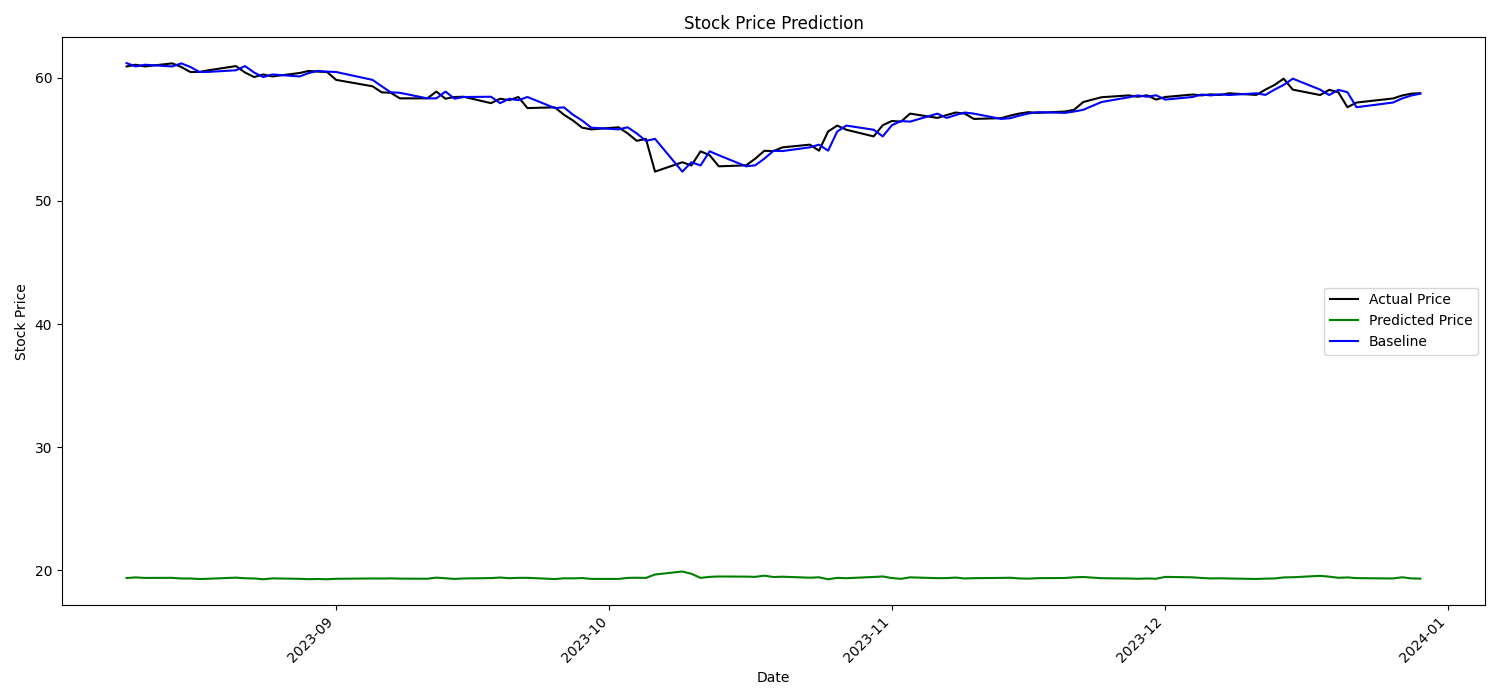 Stock Price Prediction
Stock Price
60
50
40
30
20
Actual Price
Predicted Price
Baseline
2023-09
2023-10
2023-11
2023-12
2024-01
Date